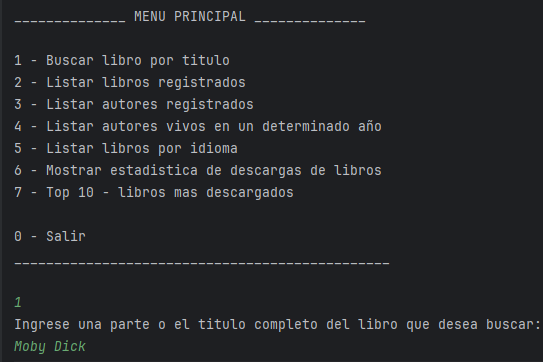 ______________ MENU PRINCIPAL ______________
1 - Buscar libro por titulo
2 - Listar libros registrados
3 - Listar autores registrados
4 - Listar autores vivos en un determinado año
5 - Listar libros por idioma
6 - Mostrar estadistica de descargas de libros
7 - Top 10 - libros mas descargados
0 - Salir
_______________________________________________
1
Ingrese una parte o el titulo completo del libro que desea buscar:
Moby Dick